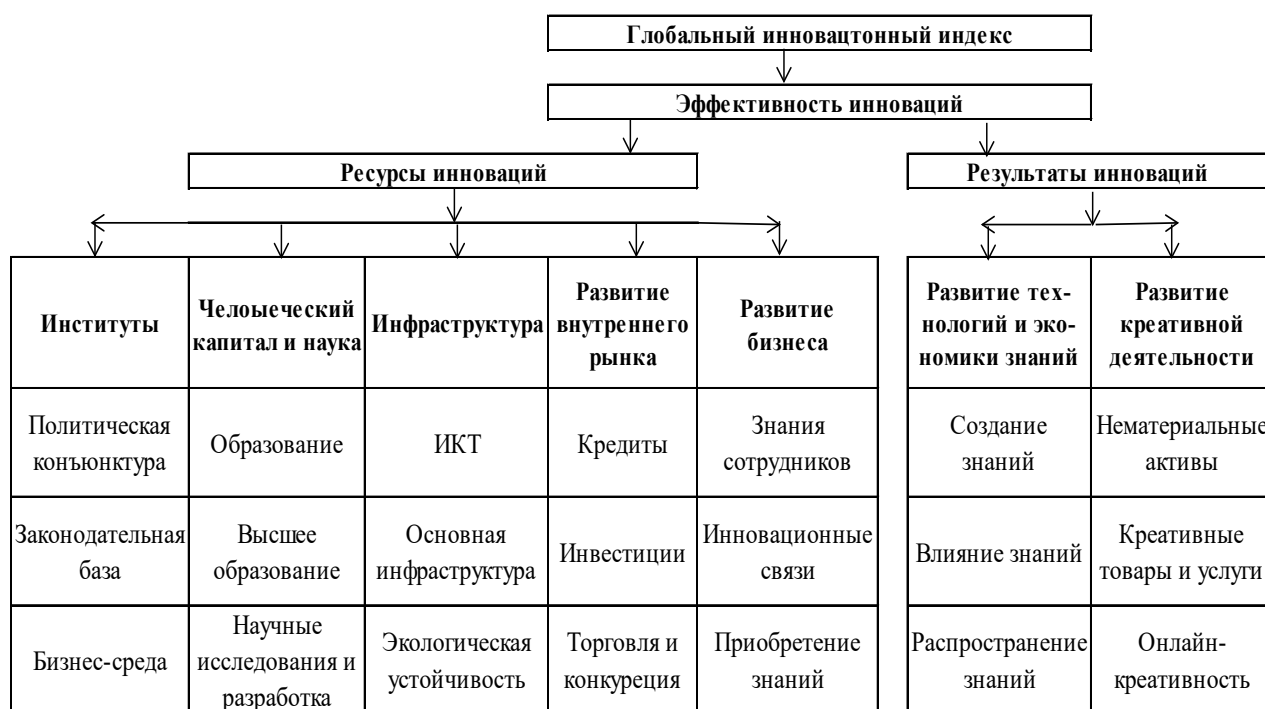 Глобальный инновацтонный индекс
Эффективность инноваций
Ресурсы инноваций
Результаты инноваций
Институты
Челоыеческий
капитал и наука
Инфраструктура
Развитие
внутреннего
рынка
Развитие
бизнеса
Развитие тех-
нологий и эко-
номики знаний
Развитие
креативной
деятельности
Политическая
конъюнктура
Образование
ИКТ
Кредиты
Знания
сотрудников
Создание
знаний
Нематериальные
активы
Законодательная
база
Высшее
образование
Основная
инфраструктура
Инвестиции
Инновационные
связи
Влияние знаний
Креативные
товары и услуги
Бизнес-среда
Научные
исследования и
разработка
Экологическая
устойчивость
Торговля и
конкуреция
Приобретение
знаний
Распространение
знаний
Онлайн-
креативность